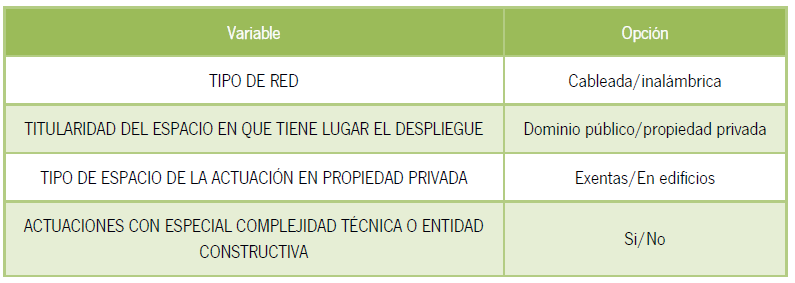 Variable Opción
TIPO DE RED Cableada/inalámbrica
TITULARIDAD DEL ESPACIO EN QUE TIENE LUGAR EL DESPLIEGUE Dominio público/propiedad privada
TIPO DE ESPACIO DE LA ACTUACIÓN EN PROPIEDAD PRIVADA Exentas/En edificios
ACTUACIONES CON ESPECIAL COMPLEJIDAD TÉCNICA O ENTIDAD
CONSTRUCTIVA
Si/No